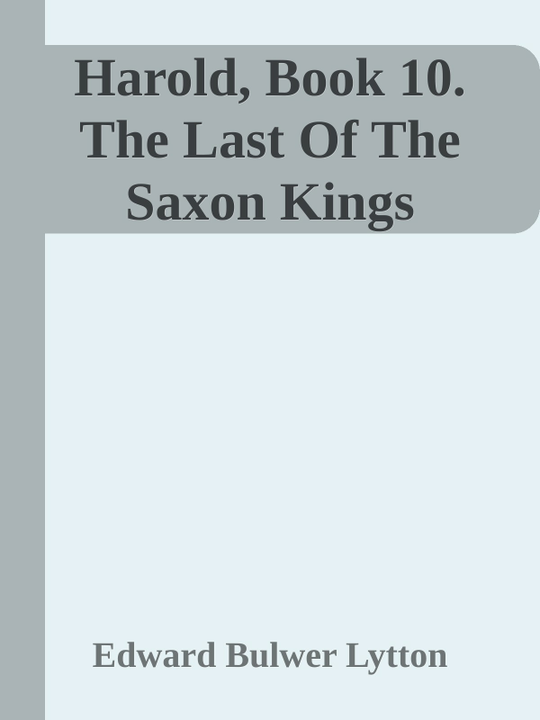 Harold, Book 10.
The Last Of The
Saxon Kings
Edward Bulwer Lytton